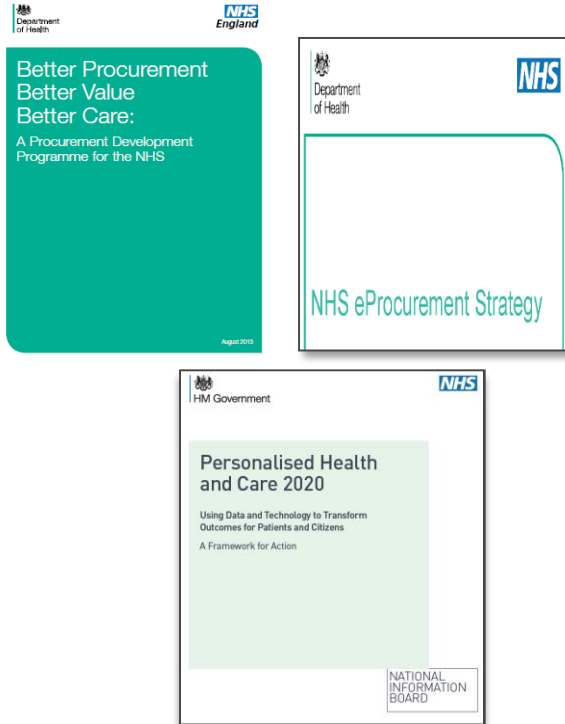 Department
of Health
NHS
England
Better Procurement
Better Value
Better Care:
A Procurement Development
Programme for the NHS
August 2013
Department
of Health
NHS
NHS eProcurement Strategy
HM Government
NHS
Personalised Health
and Care 2020
Using Data and Technology to Transform
Outcomes for Patients and Citizens
A Framework for Action
NATIONAL
INFORMATION
BOARD